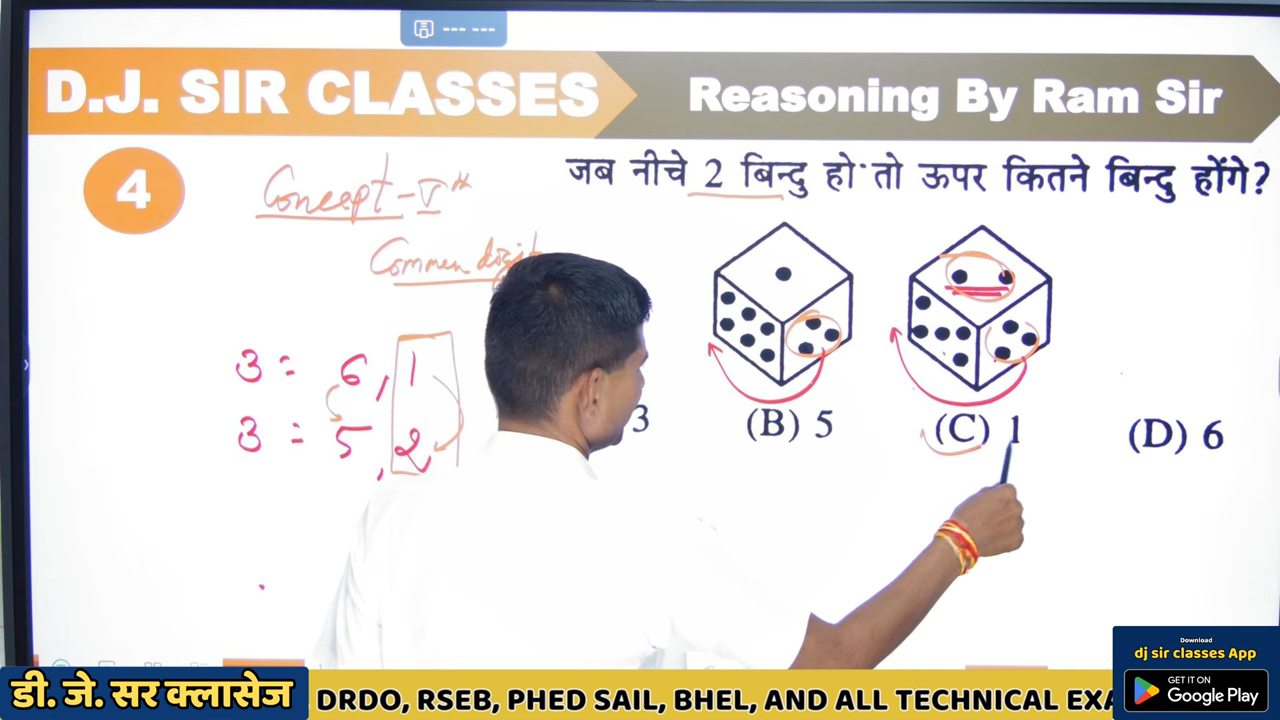 D.J. SIR CLASSES
Reasoning By Ram Sir
4
Concept - V
जब नीचे 2 बिन्दु हो तो ऊपर कितने बिन्दु होंगे?
Common
3 = 6, 1
3 = 5, 2
3
(B) 5
(C) 1
(D) 6
डी. जे. सर क्लासेज
DRDO, RSEB, PHED SAIL, BHEL, AND ALL TECHNICAL EXA
Download
dj sir classes App
GET IT ON
Google Play